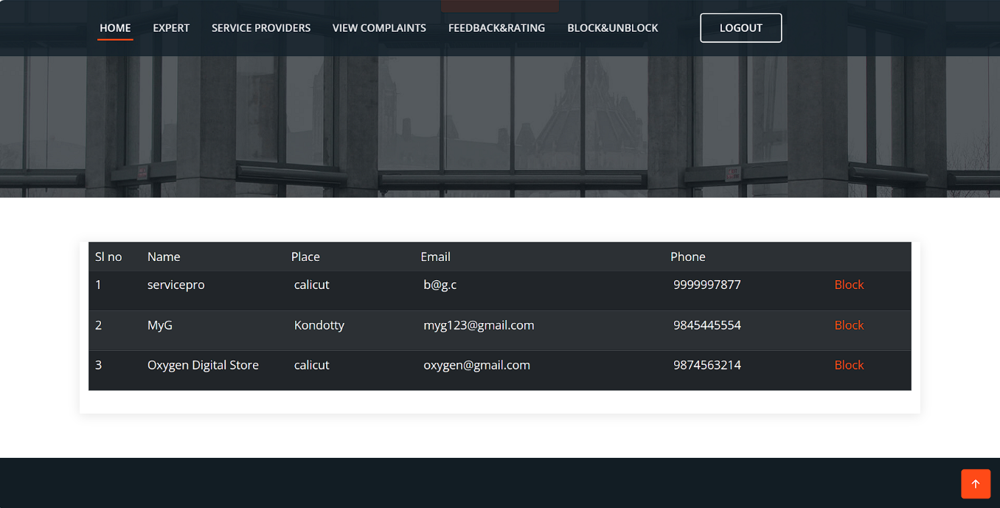 HOME EXPERT SERVICE PROVIDERS VIEW COMPLAINTS FEEDBACK&RATING BLOCK&UNBLOCK LOGOUT
Sl no Name Place Email Phone
1 servicepro calicut b@g.c 9999997877 Block
2 MyG Kondotty myg123@gmail.com 9845445554 Block
3 Oxygen Digital Store calicut oxygen@gmail.com 9874563214 Block